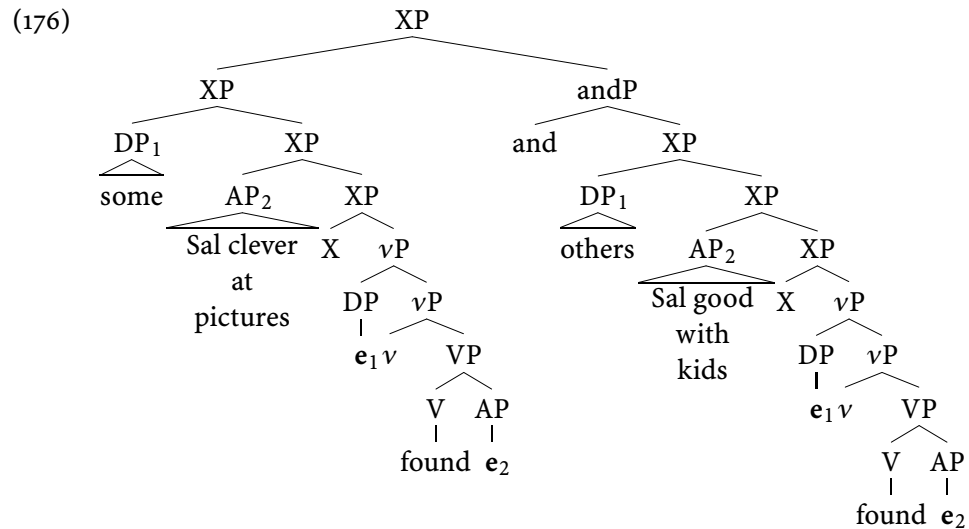 (176) XP
XP andP
DP₁ XP and XP
some AP₂ XP DP₁ XP
Sal clever at pictures X vP others AP₂ XP
DP vP Sal good with kids X vP
e₁ v VP DP vP
V AP e₁ v VP
found e₂ V AP
found e₂